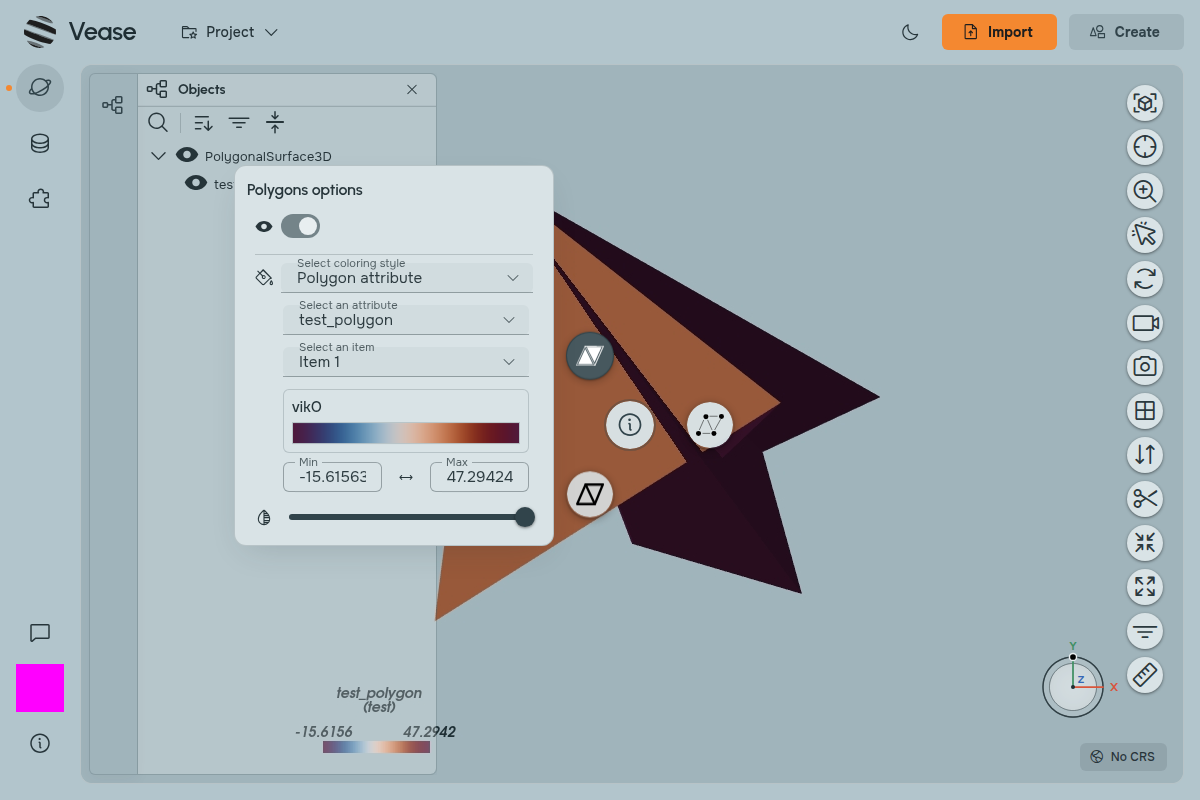 Vease
Project
Import
Create
Objects
PolygonalSurface3D
tes
Polygons options
Select coloring style
Polygon attribute
Select an attribute
test_polygon
Select an item
Item 1
vikO
Min
-15.61563
Max
47.29424
test_polygon
(test)
-15.6156
47.2942
Y
Z
X
No CRS